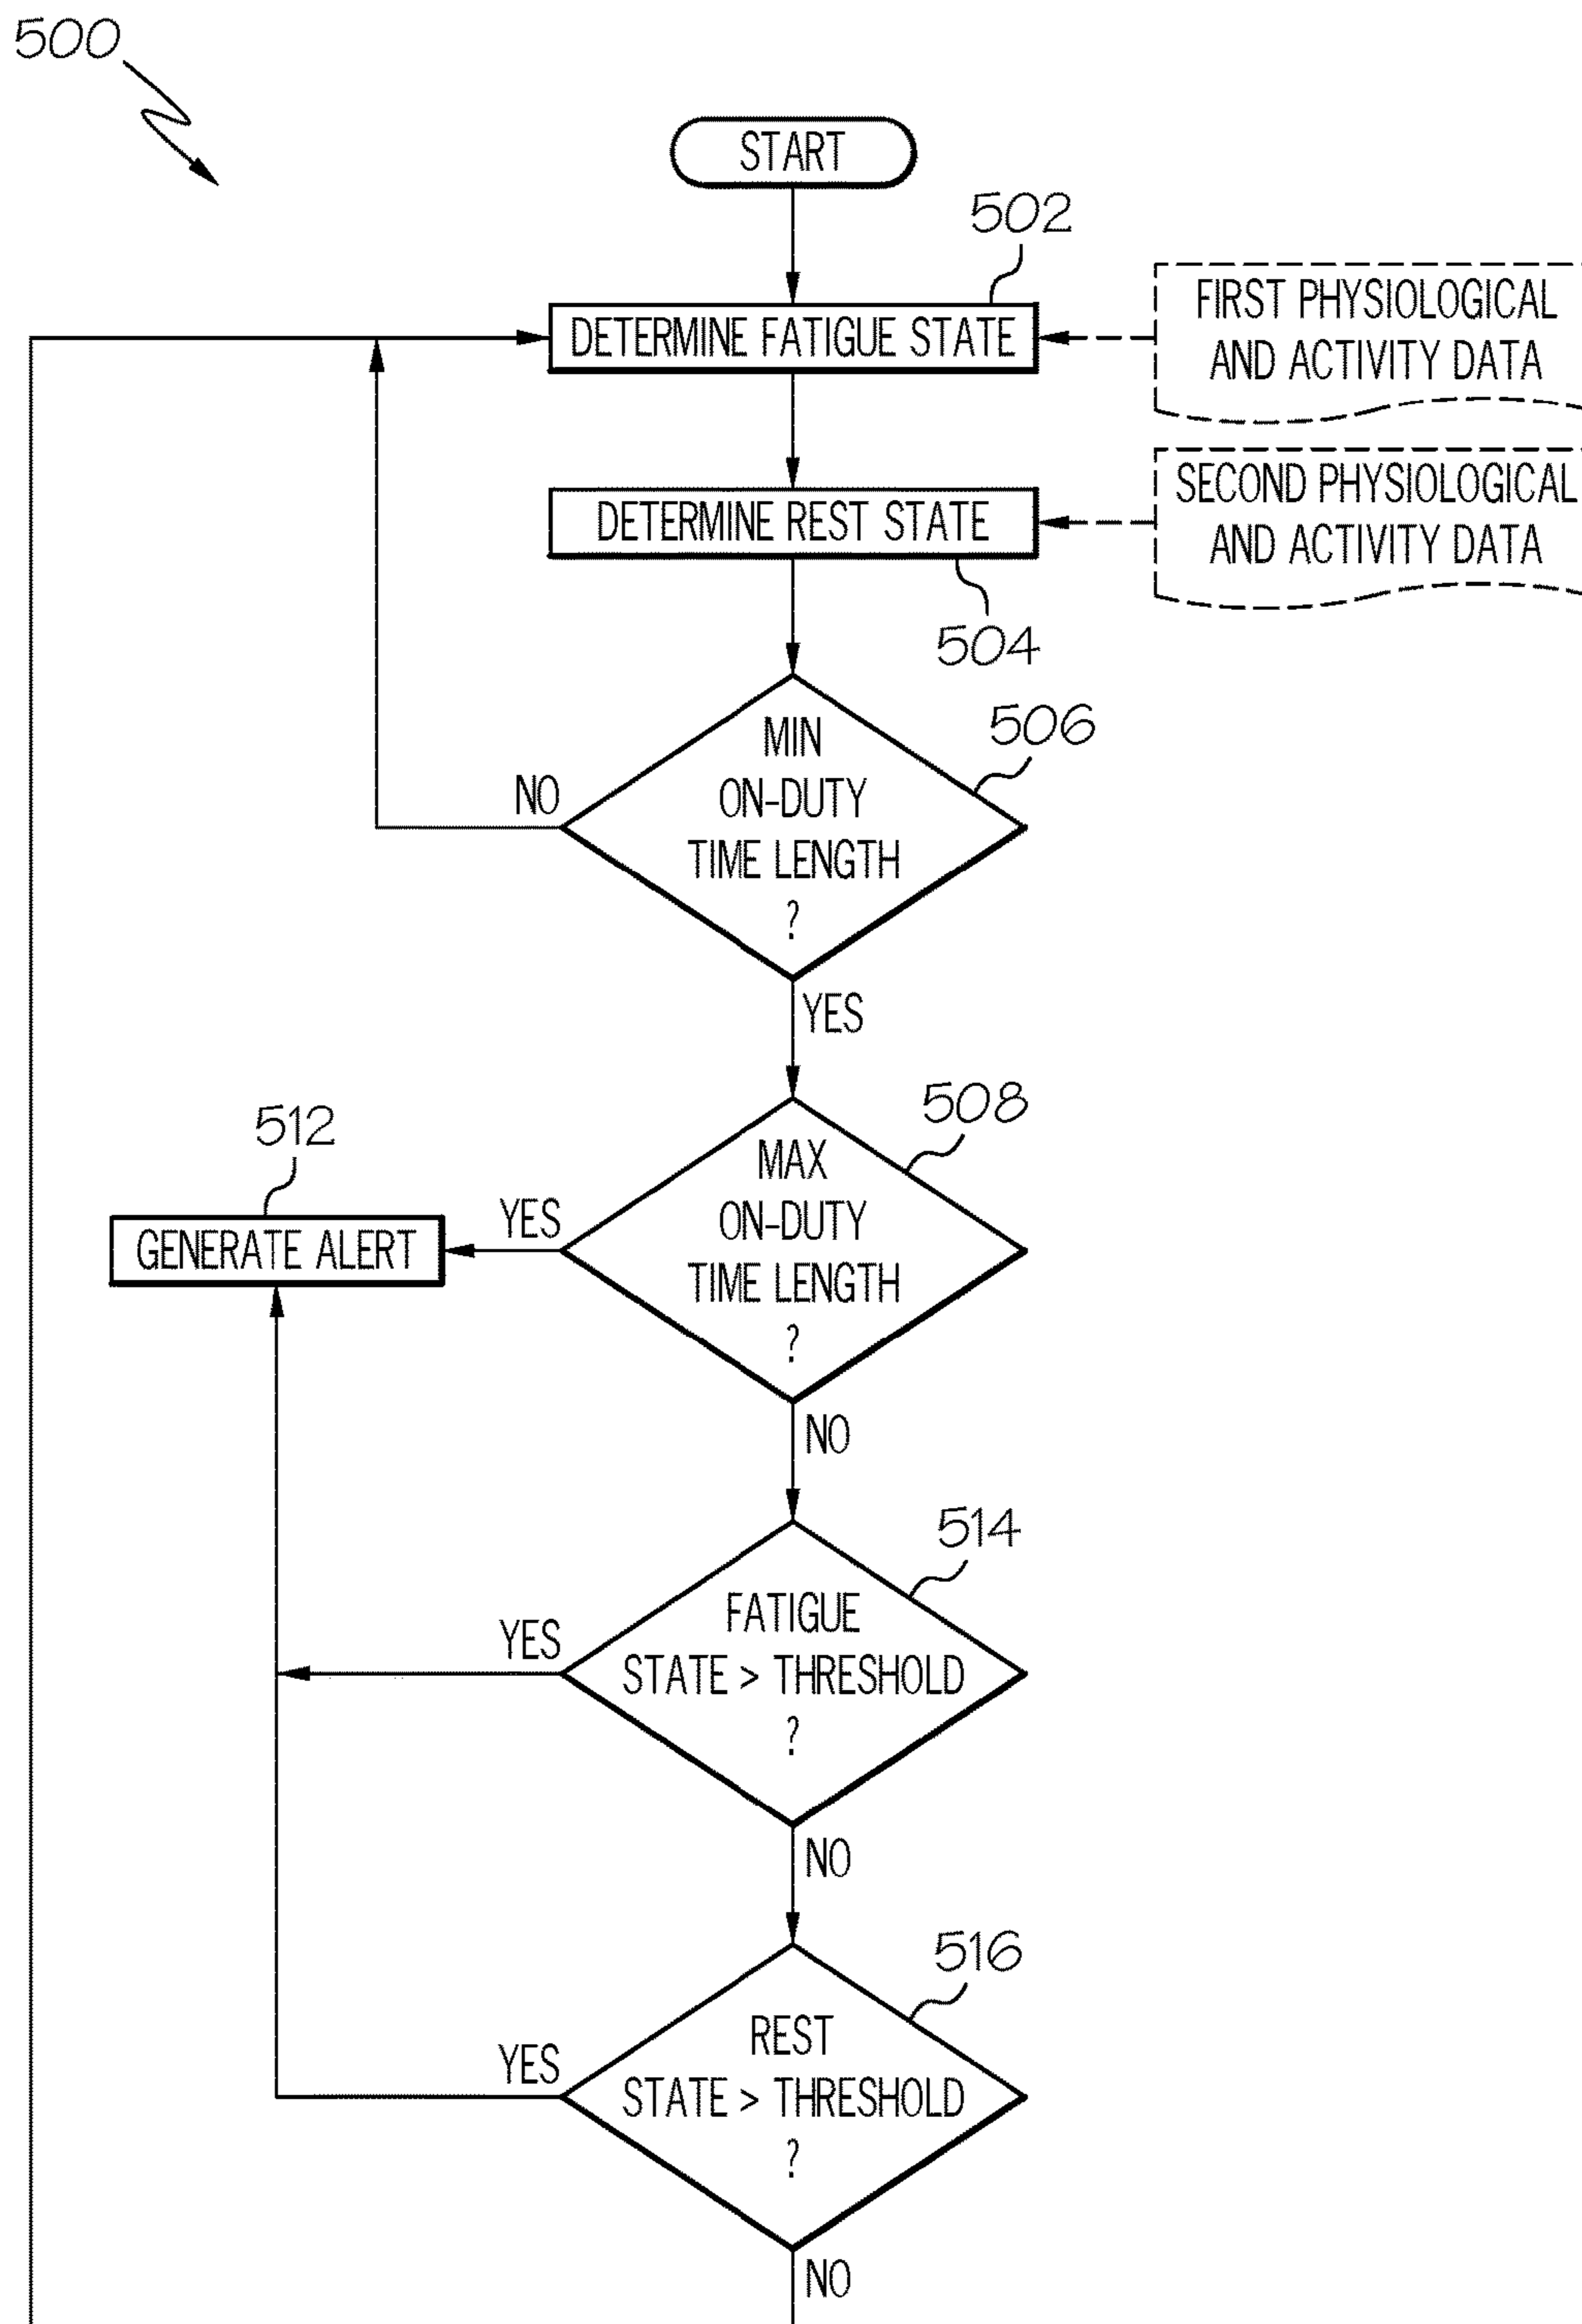 500
START
502
DETERMINE FATIGUE STATE
FIRST PHYSIOLOGICAL
AND ACTIVITY DATA
DETERMINE REST STATE
SECOND PHYSIOLOGICAL
AND ACTIVITY DATA
504
MIN
ON-DUTY
TIME LENGTH
?
506
NO
YES
508
MAX
ON-DUTY
TIME LENGTH
?
512
YES
GENERATE ALERT
NO
514
FATIGUE
STATE > THRESHOLD
?
YES
NO
516
REST
STATE > THRESHOLD
?
YES
NO